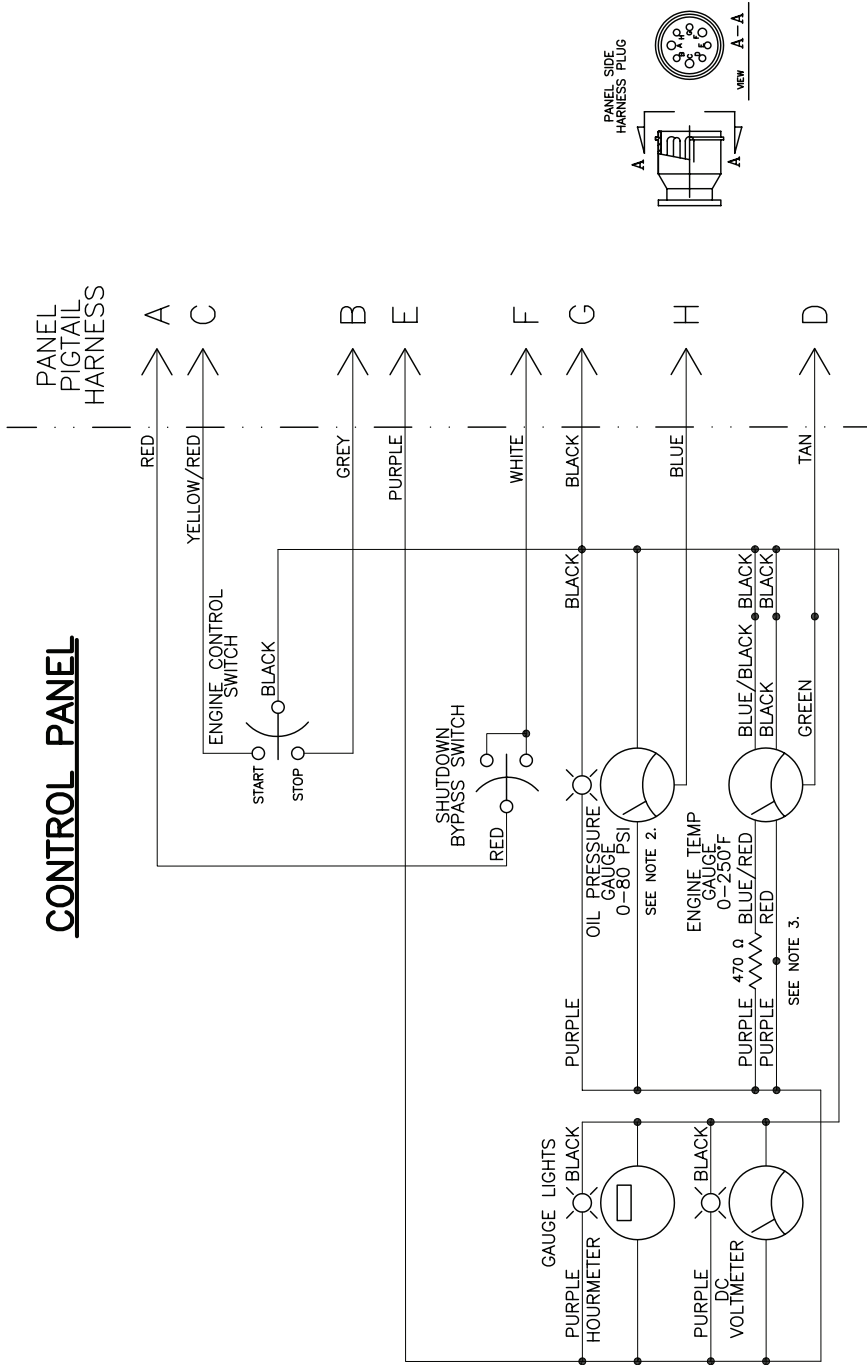 CONTROL PANEL
PANEL
PIGTAIL
HARNESS
RED
A
YELLOW/RED
C
ENGINE CONTROL
SWITCH
START
STOP
BLACK
GREY
B
PURPLE
E
SHUTDOWN
BYPASS SWITCH
RED
WHITE
F
GAUGE LIGHTS
PURPLE
BLACK
HOURMETER
PURPLE
OIL PRESSURE
GAUGE
0-80 PSI
SEE NOTE 2.
BLACK
BLACK
G
BLUE
H
PURPLE
BLACK
DC
VOLTMETER
ENGINE TEMP
GAUGE
0-250°F
PURPLE
470 Ω
BLUE/RED
BLUE/BLACK
BLACK
PURPLE
RED
BLACK
BLACK
SEE NOTE 3.
GREEN
TAN
D
PANEL SIDE
HARNESS PLUG
A
A
B
A
H
C
G
D
E
F
VIEW A-A